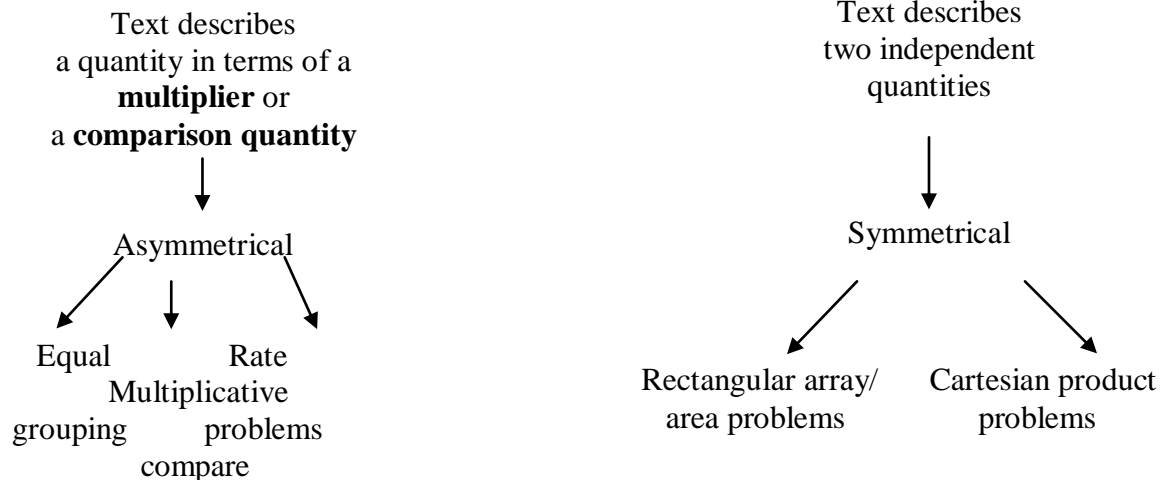 Text describes
a quantity in terms of a
multiplier or
a comparison quantity
Asymmetrical
Equal Rate
Multiplicative
grouping problems
compare
Text describes
two independent
quantities
Symmetrical
Rectangular array/
area problems
Cartesian product
problems